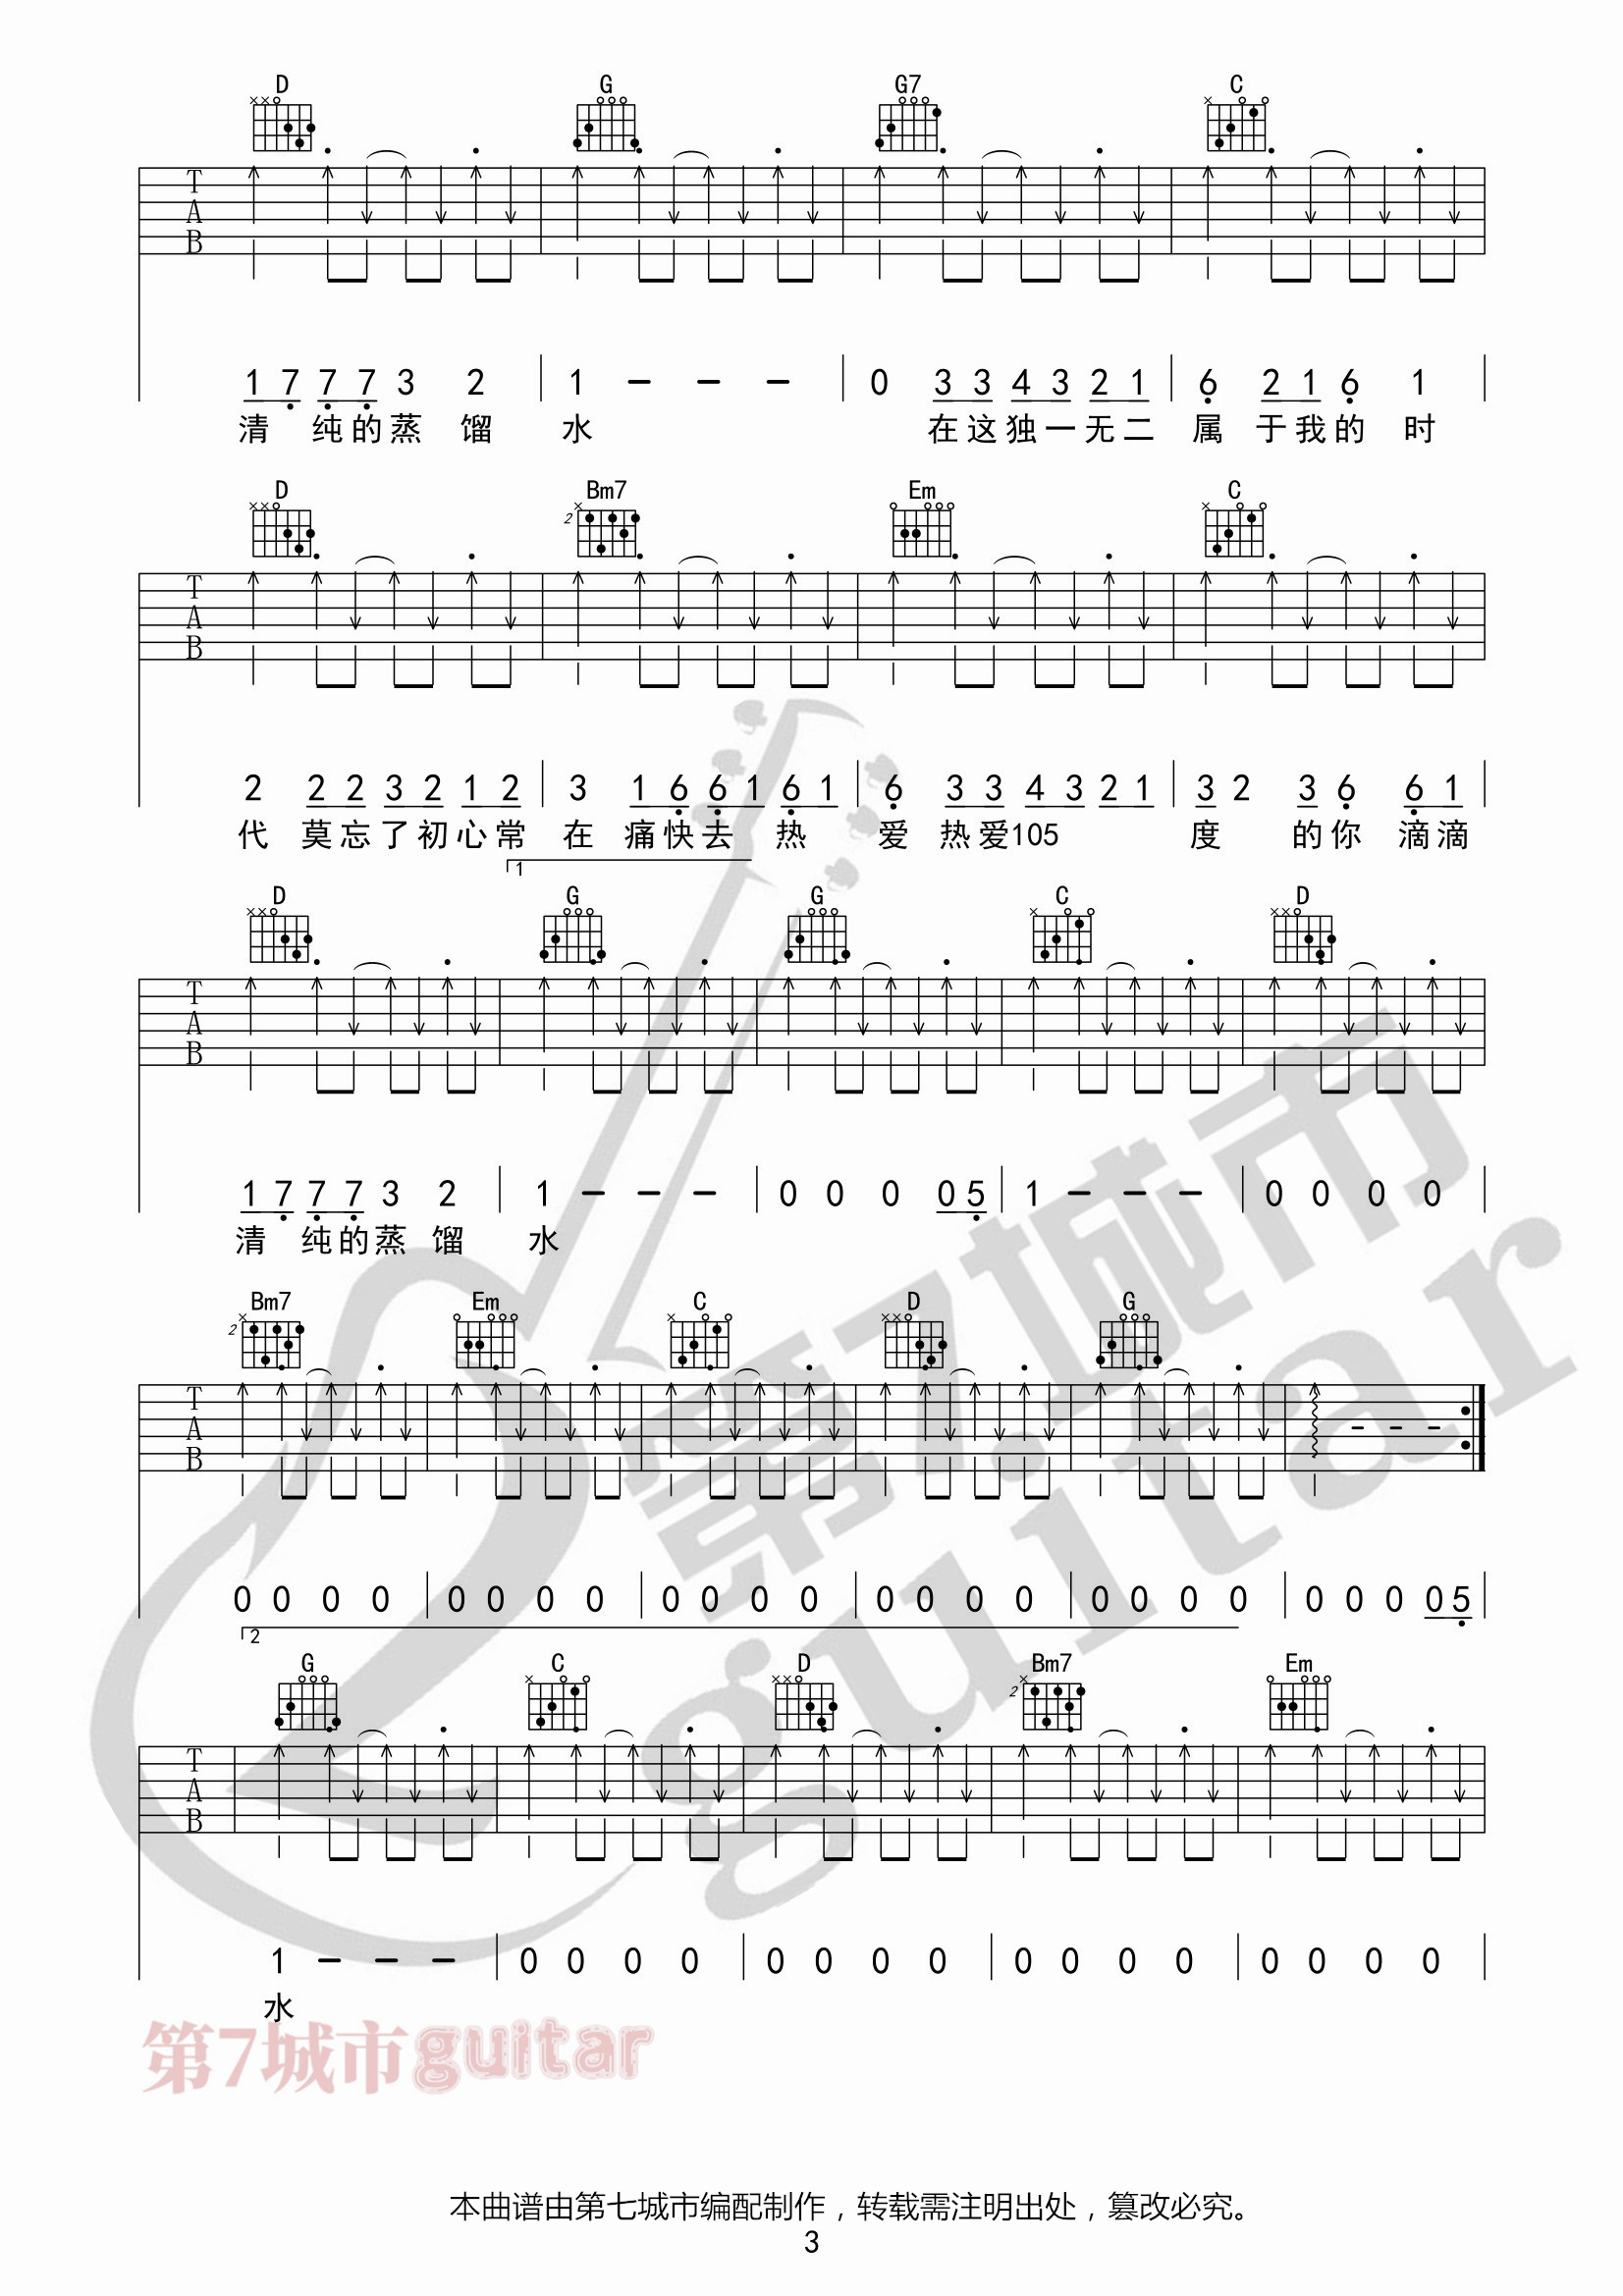 D G G7 C
T
A
B
1 7 7 7 3 2 1 - - - 0 3 3 4 3 2 1 6 2 1 6 1
清 纯的蒸 馏 水 在这独一无二 属 于我的 时
D Bm7 Em C
2
T
A
B
2 2 2 3 2 1 2 3 1 6 6 1 6 1 6 3 3 4 3 2 1 3 2 3 6 6 1
代 莫忘了初心常 在 痛快去 热 爱 热爱105 度 的你 滴滴
1
D G G C D
T
A
B
1 7 7 7 3 2 1 - - - 0 0 0 0 5 1 - - - 0 0 0 0
清 纯的蒸 馏 水
Bm7 Em C D G
2
T
A
B
- - -
0 0 0 0 0 0 0 0 0 0 0 0 0 0 0 0 0 0 0 0 0 0 0 0 5
2
G C D Bm7 Em
2
T
A
B
1 - - - 0 0 0 0 0 0 0 0 0 0 0 0 0 0 0 0
水
第7城市
guitar
第7城市guitar
本曲谱由第七城市编配制作，转载需注明出处，篡改必究。
3